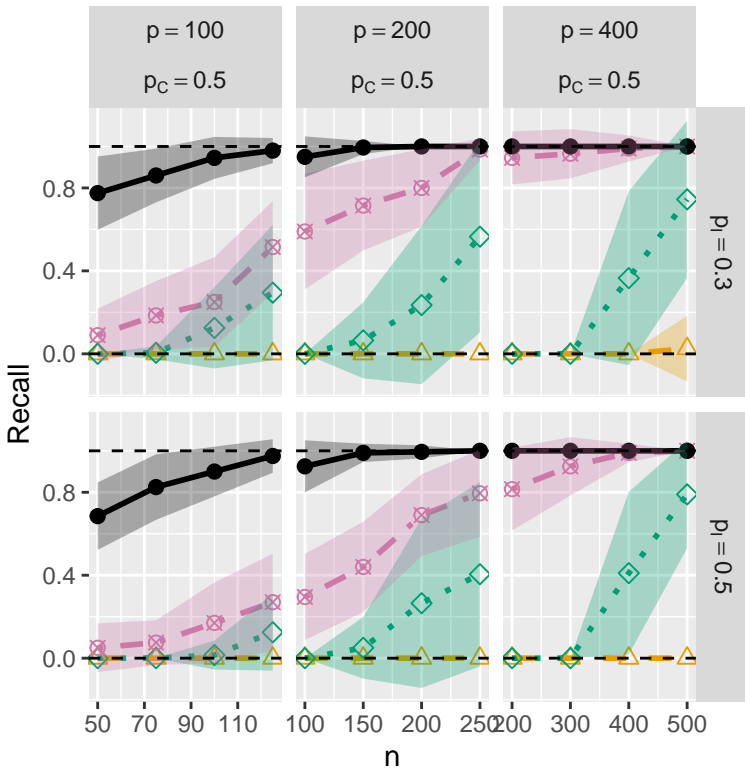 p = 100
p = 200
p = 400
p_C = 0.5
p_C = 0.5
p_C = 0.5
Recall
0.8
0.4
0.0
p_I = 0.3
0.8
0.4
0.0
p_I = 0.5
50 70 90 110
100 150 200 250
200 300 400 500
n